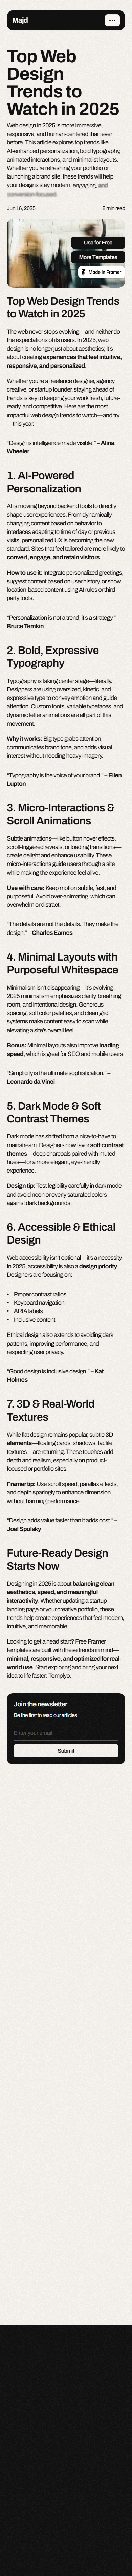 Majd
Top Web
Design
Trends to
Watch in 2025
Web design in 2025 is more immersive,
responsive, and human-centered than ever
before. This article explores top trends like
AI-enhanced personalisation, bold typography,
animated interactions, and minimalist layouts.
Whether you're refreshing your portfolio or
launching a brand site, these trends will help
your designs stay modern, engaging, and
conversion-focused.
Jun 16, 2025
8 min read
Use for Free
More Templates
Made in Framer
Top Web Design Trends
to Watch in 2025
The web never stops evolving—and neither do
the expectations of its users. In 2025, web
design is no longer just about aesthetics, it's
about creating experiences that feel intuitive,
responsive, and personalized.
Whether you're a freelance designer, agency
creative, or startup founder, staying ahead of
trends is key to keeping your work fresh, future-
ready, and competitive. Here are the most
impactful web design trends to watch—and try
—this year.
"Design is intelligence made visible." – Alina
Wheeler
1. AI-Powered
Personalization
AI is moving beyond backend tools to directly
impact user experiences. From dynamically
changing content based on behavior to
interfaces adapting to time of day or previous
visits, personalized UX is becoming the new
standard. Sites that feel tailored are more likely to
convert, engage, and retain visitors.
How to use it: Integrate personalized greetings,
suggest content based on user history, or show
location-based content using AI rules or third-
party tools.
"Personalization is not a trend, it's a strategy." –
Bruce Temkin
2. Bold, Expressive
Typography
Typography is taking center stage—literally.
Designers are using oversized, kinetic, and
expressive fonts to convey emotion and guide
attention. Custom fonts, variable typefaces, and
dynamic letter animations are all part of this
movement.
Why it works: Big type grabs attention,
communicates brand tone, and adds visual
interest without needing heavy imagery.
"Typography is the voice of your brand." – Ellen
Lupton
3. Micro-Interactions &
Scroll Animations
Subtle animations—like button hover effects,
scroll-triggered reveals, or loading transitions—
create delight and enhance usability. These
micro-interactions guide users through a site
while making the experience feel alive.
Use with care: Keep motion subtle, fast, and
purposeful. Avoid over-animating, which can
overwhelm or distract.
"The details are not the details. They make the
design." – Charles Eames
4. Minimal Layouts with
Purposeful Whitespace
Minimalism isn't disappearing—it's evolving.
2025 minimalism emphasizes clarity, breathing
room, and intentional design. Generous
spacing, soft color palettes, and clean grid
systems make content easy to scan while
elevating a site's overall feel.
Bonus: Minimal layouts also improve loading
speed, which is great for SEO and mobile users.
"Simplicity is the ultimate sophistication." –
Leonardo da Vinci
5. Dark Mode & Soft
Contrast Themes
Dark mode has shifted from a nice-to-have to
mainstream. Designers now favor soft contrast
themes—deep charcoals paired with muted
hues—for a more elegant, eye-friendly
experience.
Design tip: Test legibility carefully in dark mode
and avoid neon or overly saturated colors
against dark backgrounds.
6. Accessible & Ethical
Design
Web accessibility isn't optional—it's a necessity.
In 2025, accessibility is also a design priority.
Designers are focusing on:
• Proper contrast ratios
• Keyboard navigation
• ARIA labels
• Inclusive content
Ethical design also extends to avoiding dark
patterns, improving performance, and
respecting user privacy.
"Good design is inclusive design." – Kat
Holmes
7. 3D & Real-World
Textures
While flat design remains popular, subtle 3D
elements—floating cards, shadows, tactile
textures—are trending. These touches add
depth and realism, especially on product-
focused or portfolio sites.
Framer tip: Use scroll speed, parallax effects,
and depth sparingly to enhance dimension
without harming performance.
"Design adds value faster than it adds cost." –
Joel Spolsky
Future-Ready Design
Starts Now
Designing in 2025 is about balancing clean
aesthetics, speed, and meaningful
interactivity. Whether updating a startup
landing page or your creative portfolio, these
trends help create experiences that feel modern,
intuitive, and memorable.
Looking to get a head start? Free Framer
templates are built with these trends in mind—
minimal, responsive, and optimized for real-
world use. Start exploring and bring your next
idea to life faster: Templyo.
Join the newsletter
Be the first to read our articles.
Enter your email
Submit